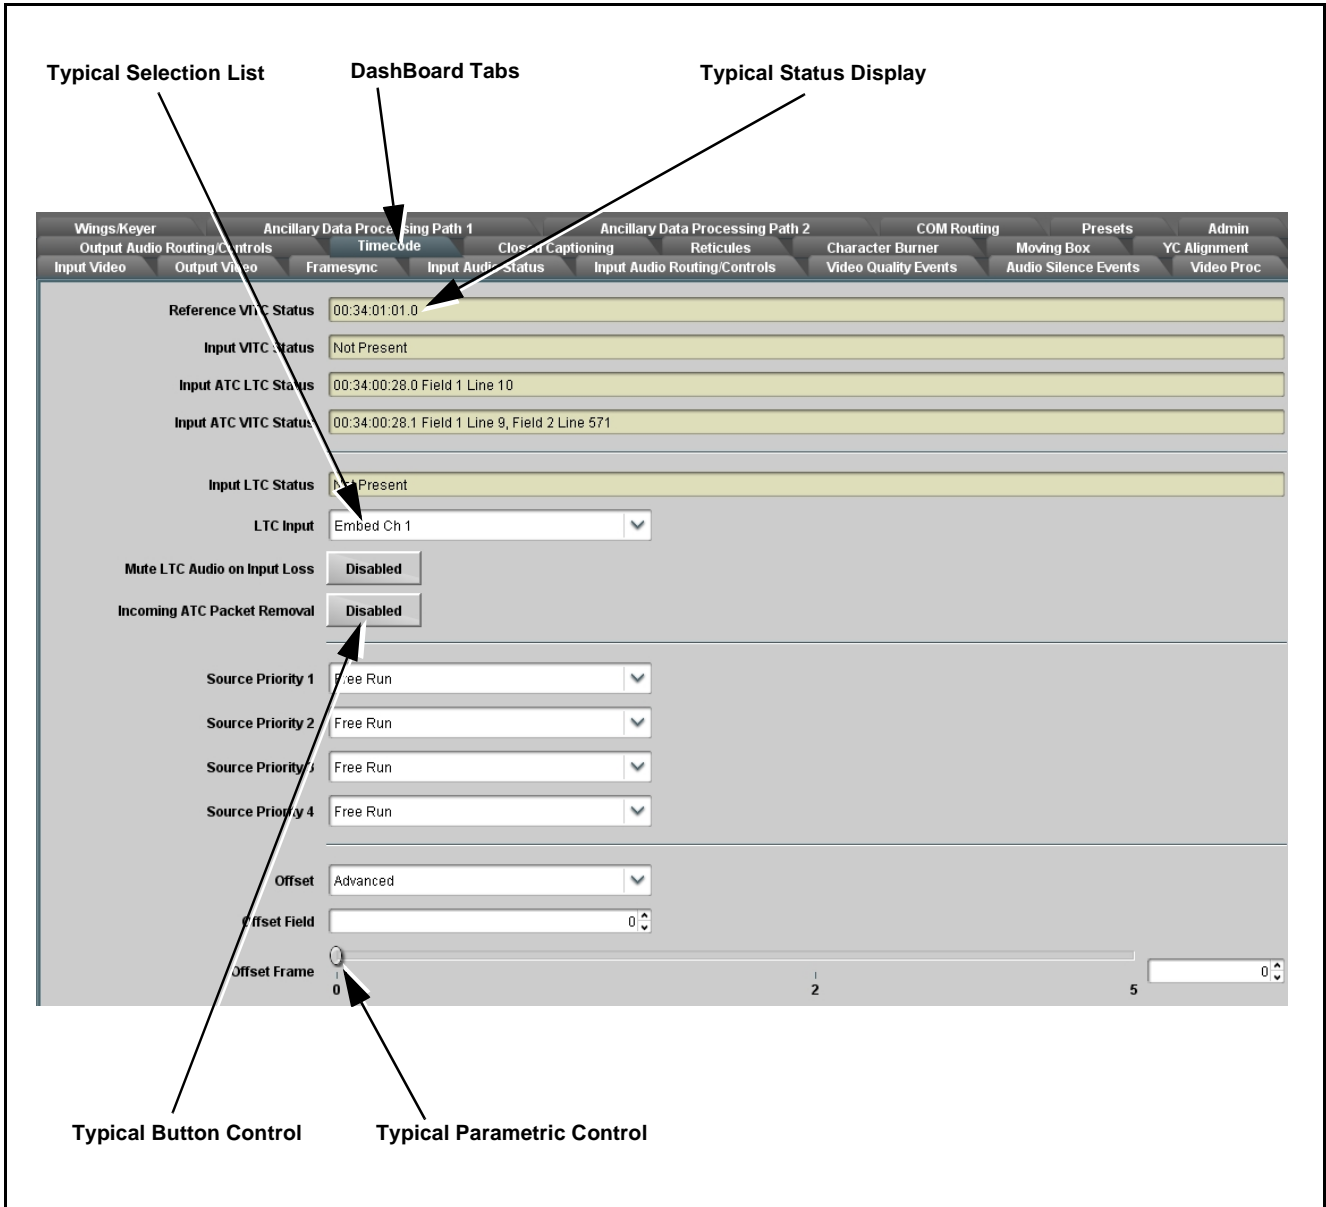 Typical Selection List DashBoard Tabs Typical Status Display
Wings/Keyer Ancillary Data Processing Path 1 Ancillary Data Processing Path 2 COM Routing Presets Admin
Output Audio Routing/Controls Timecode Closed Captioning Reticules Character Burner Moving Box YC Alignment
Input Video Output Video Framesync Input Audio Status Input Audio Routing/Controls Video Quality Events Audio Silence Events Video Proc
Reference VITC Status 00:34:01:01.0
Input VITC Status Not Present
Input ATC LTC Status 00:34:00:28.0 Field 1 Line 10
Input ATC VITC Status 00:34:00:28.1 Field 1 Line 9, Field 2 Line 571
Input LTC Status Not Present
LTC Input Embed Ch 1
Mute LTC Audio on Input Loss Disabled
Incoming ATC Packet Removal Disabled
Source Priority 1 Free Run
Source Priority 2 Free Run
Source Priority 3 Free Run
Source Priority 4 Free Run
Offset Advanced
Offset Field 0
Offset Frame 0
0 2 5
Typical Button Control Typical Parametric Control